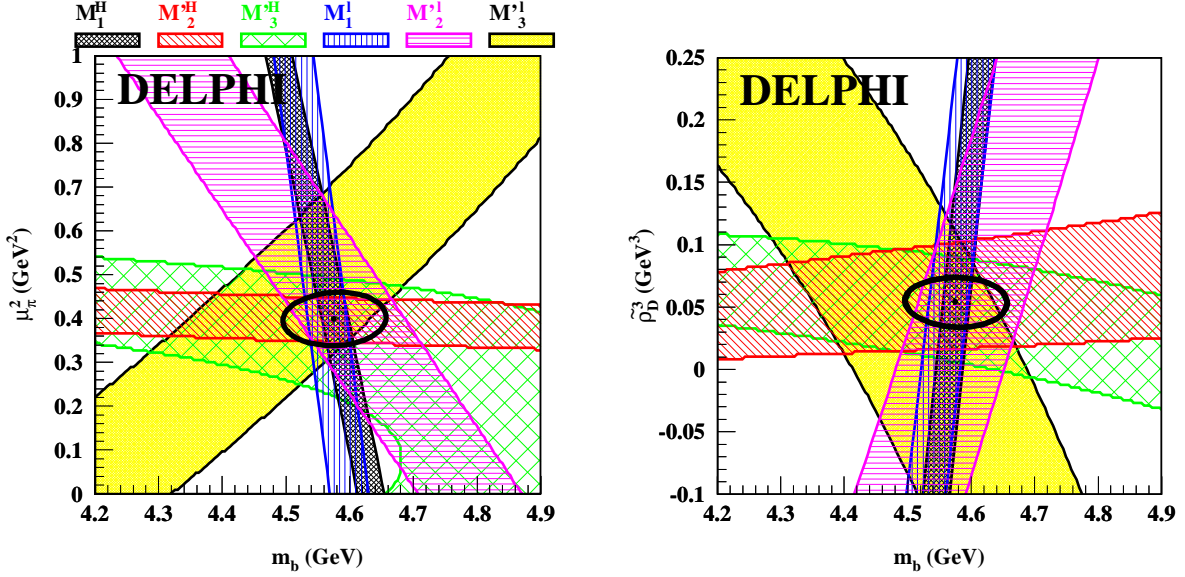 M₁ᴴ M'₂ᴴ M'₃ᴴ M₁ˡ M'₂ˡ M'₃ˡ
DELPHI
μπ² (GeV²)
1
0.9
0.8
0.7
0.6
0.5
0.4
0.3
0.2
0.1
0
4.2 4.3 4.4 4.5 4.6 4.7 4.8 4.9
m_b (GeV)
DELPHI
ρ̃_D³ (GeV³)
0.25
0.2
0.15
0.1
0.05
0
-0.05
-0.1
4.2 4.3 4.4 4.5 4.6 4.7 4.8 4.9
m_b (GeV)